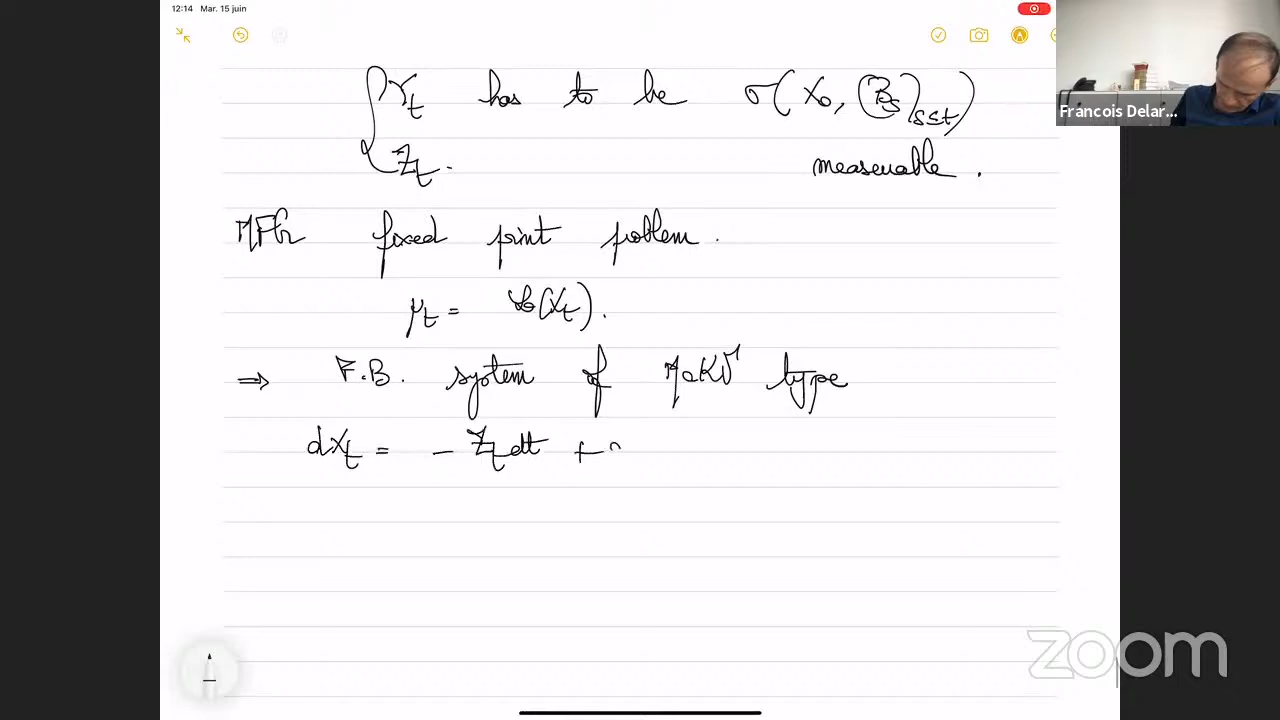 12:14 Mar. 15 juin
Francois Delar...
Y_t has to be σ(X_0, (B_s)_{s≤t})
Z_t. measurable.
MFG fixed point problem.
μ_t = ℒ(X_t).
⇒ F.B. system of McKV type
dX_t = - Z_t dt +
zoom